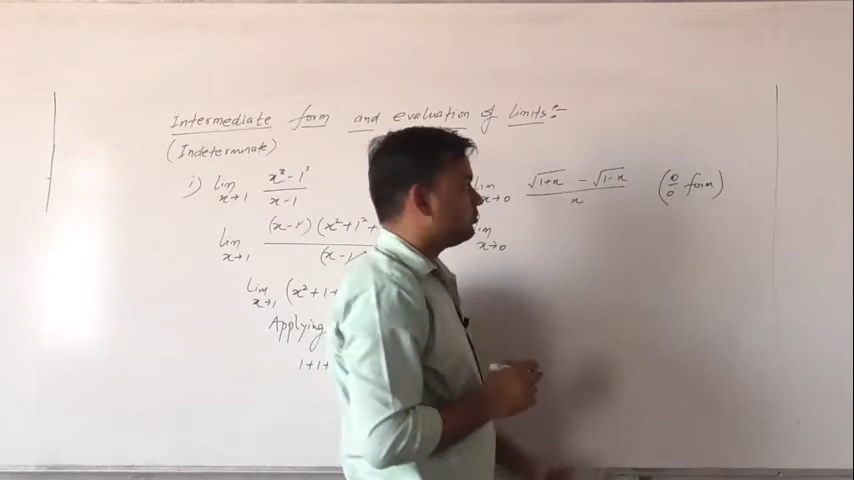 Intermediate form and evaluation of limits:-
(Indeterminate)
i) lim x→1 (x³ - 1³)/(x-1)
lim x→1 (x-1)(x²+1²+ / (x-1
lim x→1 (x²+1+
Applying
1+1+
lim x→0 (√1+x - √1-x)/x (0/0 form)
lim x→0